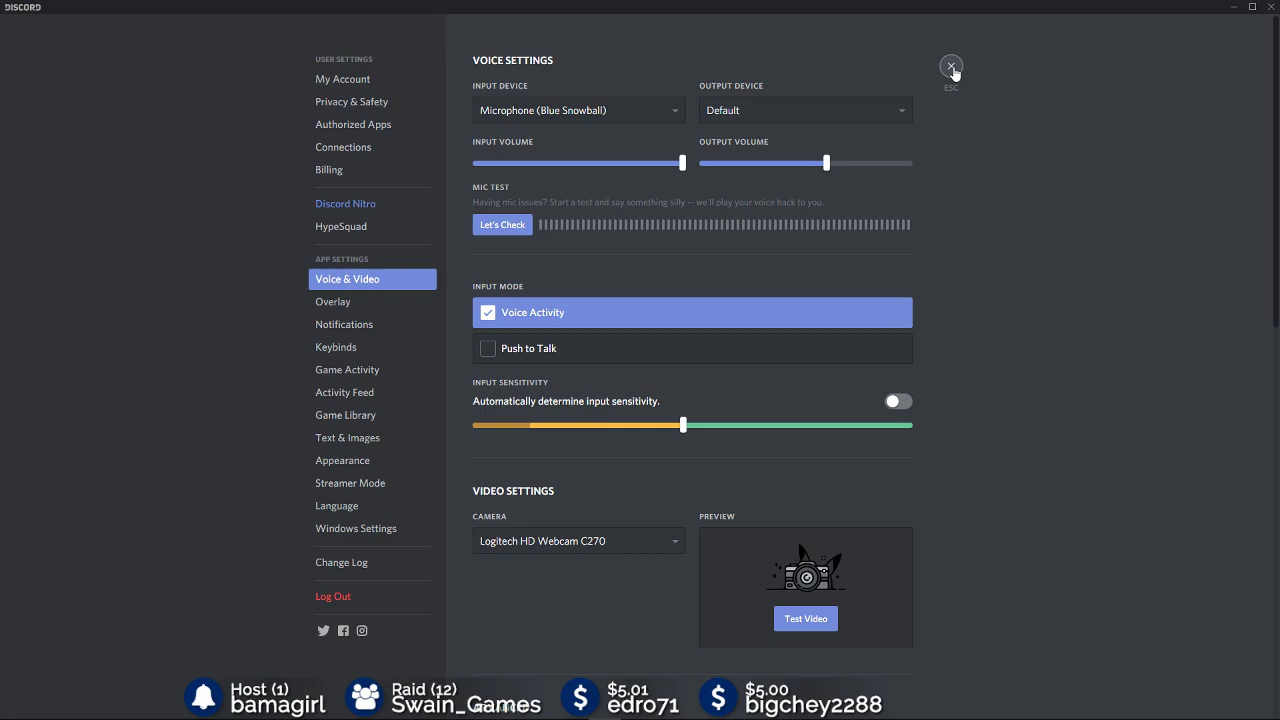 DISCORD
USER SETTINGS
My Account
Privacy & Safety
Authorized Apps
Connections
Billing
Discord Nitro
HypeSquad
APP SETTINGS
Voice & Video
Overlay
Notifications
Keybinds
Game Activity
Activity Feed
Game Library
Text & Images
Appearance
Streamer Mode
Language
Windows Settings
Change Log
Log Out
VOICE SETTINGS
ESC
INPUT DEVICE
OUTPUT DEVICE
Microphone (Blue Snowball)
Default
INPUT VOLUME
OUTPUT VOLUME
MIC TEST
Having mic issues? Start a test and say something silly -- we'll play your voice back to you.
Let's Check
INPUT MODE
Voice Activity
Push to Talk
INPUT SENSITIVITY
Automatically determine input sensitivity.
VIDEO SETTINGS
CAMERA
PREVIEW
Logitech HD Webcam C270
Test Video
Host (1)
bamagirl
Raid (12)
Swain_Games
$5.01
edro71
$5.00
bigchey2288